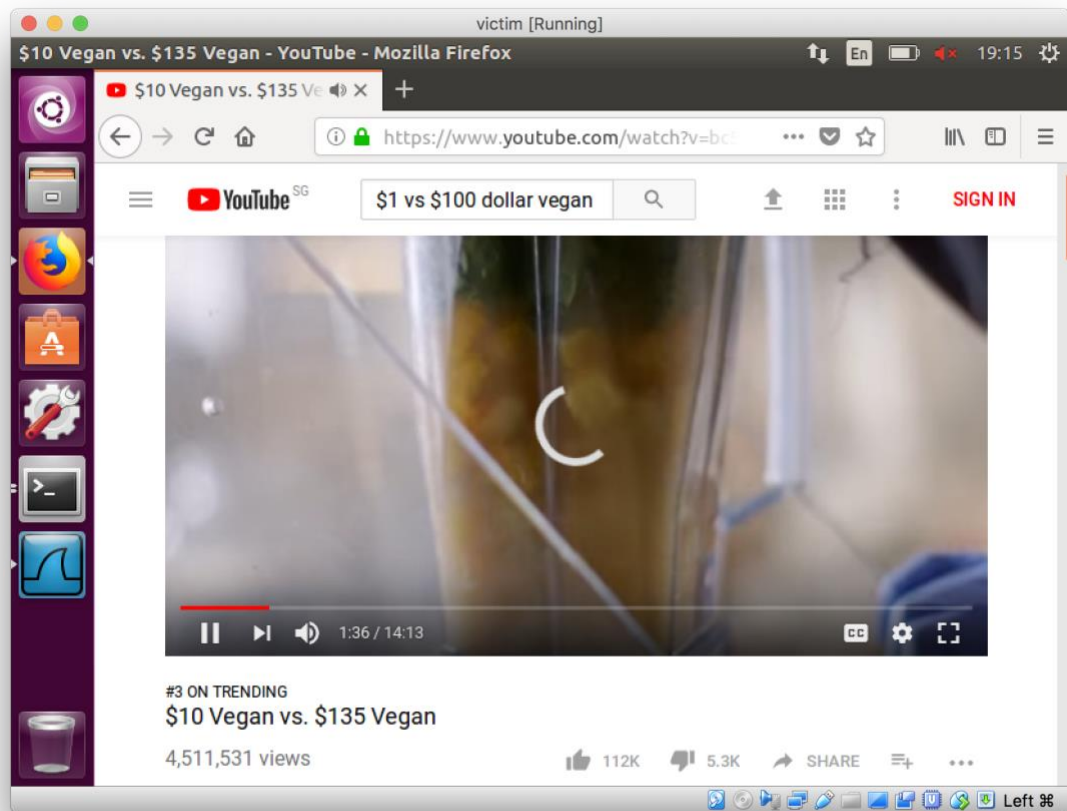 victim [Running]
$10 Vegan vs. $135 Vegan - YouTube - Mozilla Firefox
En
19:15
$10 Vegan vs. $135 Ve
https://www.youtube.com/watch?v=bc
YouTube SG
$1 vs $100 dollar vegan
SIGN IN
1:36 / 14:13
CC
#3 ON TRENDING
$10 Vegan vs. $135 Vegan
4,511,531 views
112K
5.3K
SHARE
Left ⌘